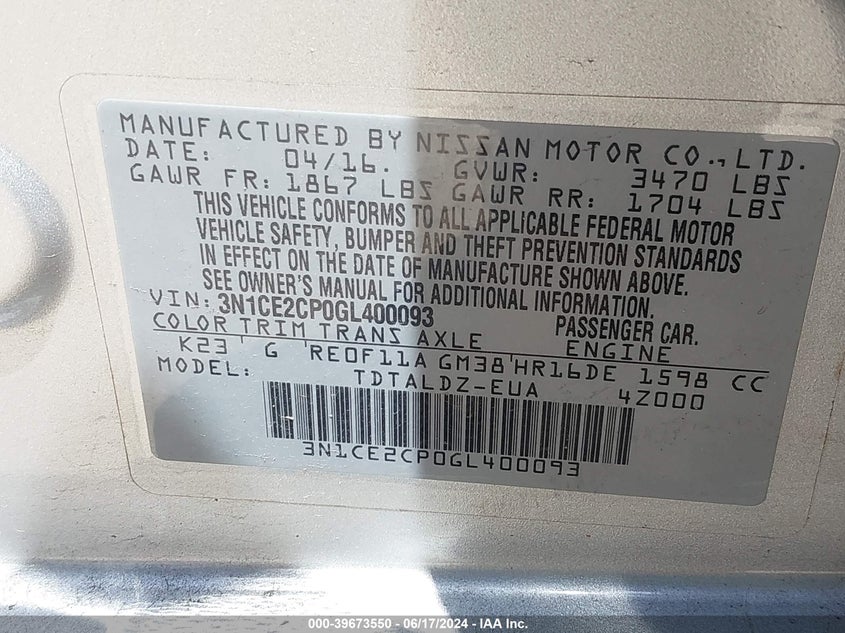 MANUFACTURED BY NISSAN MOTOR CO., LTD.
DATE: 04/16. GVWR: 3470 LBS
GAWR FR: 1867 LBS GAWR RR: 1704 LBS
THIS VEHICLE CONFORMS TO ALL APPLICABLE FEDERAL MOTOR
VEHICLE SAFETY, BUMPER AND THEFT PREVENTION STANDARDS
IN EFFECT ON THE DATE OF MANUFACTURE SHOWN ABOVE.
SEE OWNER'S MANUAL FOR ADDITIONAL INFORMATION.
VIN: 3N1CE2CP0GL400093 PASSENGER CAR.
COLOR TRIM TRANS AXLE ENGINE
K23 ' G 'RE0F11A GM38'HR16DE 1598 CC
MODEL: TDTALDZ-EUA 4Z000
3N1CE2CP0GL400093
000-39673550 - 06/17/2024 - IAA Inc.